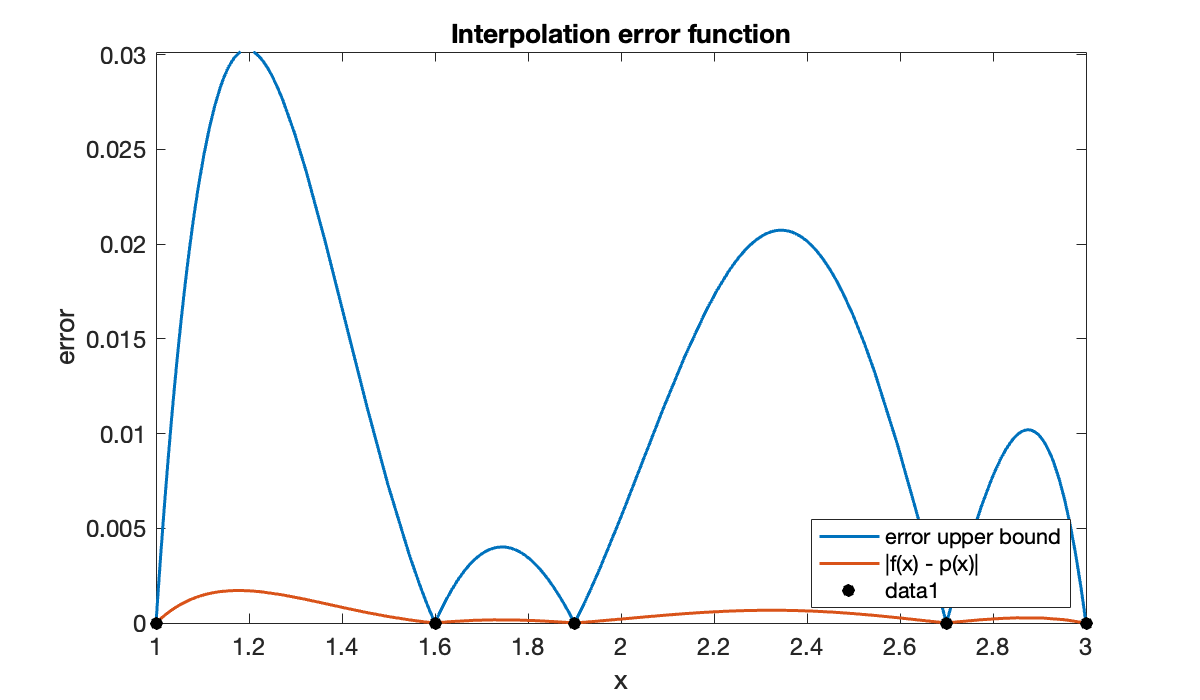 Interpolation error function
0.03
0.025
0.02
0.015
0.01
0.005
0
error
1 1.2 1.4 1.6 1.8 2 2.2 2.4 2.6 2.8 3
x
error upper bound
|f(x) - p(x)|
data1